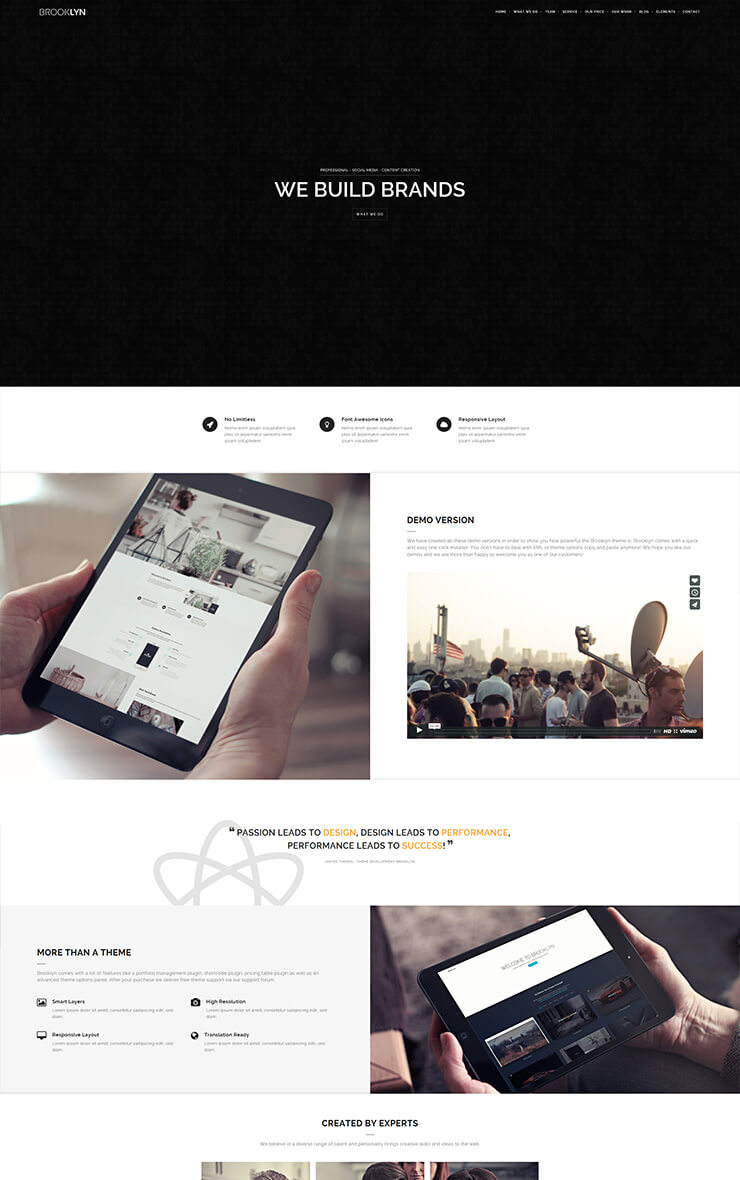 BROOKLYN
HOME WHAT WE DO TEAM SERVICE OUR PRICE OUR WORK BLOG ELEMENTS CONTACT
PROFESSIONAL - SOCIAL MEDIA - CONTENT CREATION
WE BUILD BRANDS
WHAT WE DO
No Limitless
Nemo enim ipsam voluptatem quia
ptas sit aspernatur samomo enim
ipsam voluptatem
Font Awesome Icons
Nemo enim ipsam voluptatem quia
ptas sit aspernatur samomo enim
ipsam voluptatem
Responsive Layout
Nemo enim ipsam voluptatem quia
ptas sit aspernatur samomo enim
ipsam voluptatem
DEMO VERSION
We have created all these demo versions in order to show you how powerful the Brooklyn theme is. Brooklyn comes with a quick
and easy one click installer. You don't have to deal with XML or theme options copy and paste anymore! We hope you like our
demos and we are more than happy to welcome you as one of our customers!
HD vimeo
❝ PASSION LEADS TO DESIGN, DESIGN LEADS TO PERFORMANCE,
PERFORMANCE LEADS TO SUCCESS! ❞
UNITED THEMES | THEME DEVELOPMENT BROOKLYN
WELCOME TO BROOKLYN
MORE THAN A THEME
Brooklyn comes with a lot of features like a portfolio management plugin, shortcode plugin, pricing table plugin as well as an
advanced theme options panel. After your purchase we deliver free theme support via our support forum.
Smart Layers
Lorem ipsum dolor sit amet, consetetur sadipscing elitr, sed
diam.
High Resolution
Lorem ipsum dolor sit amet, consetetur sadipscing elitr, sed
diam.
Responsive Layout
Lorem ipsum dolor sit amet, consetetur sadipscing elitr, sed
diam.
Translation Ready
Lorem ipsum dolor sit amet, consetetur sadipscing elitr, sed
diam.
CREATED BY EXPERTS
We believe in a diverse range of talent and personality brings creative skills and ideas to the web.